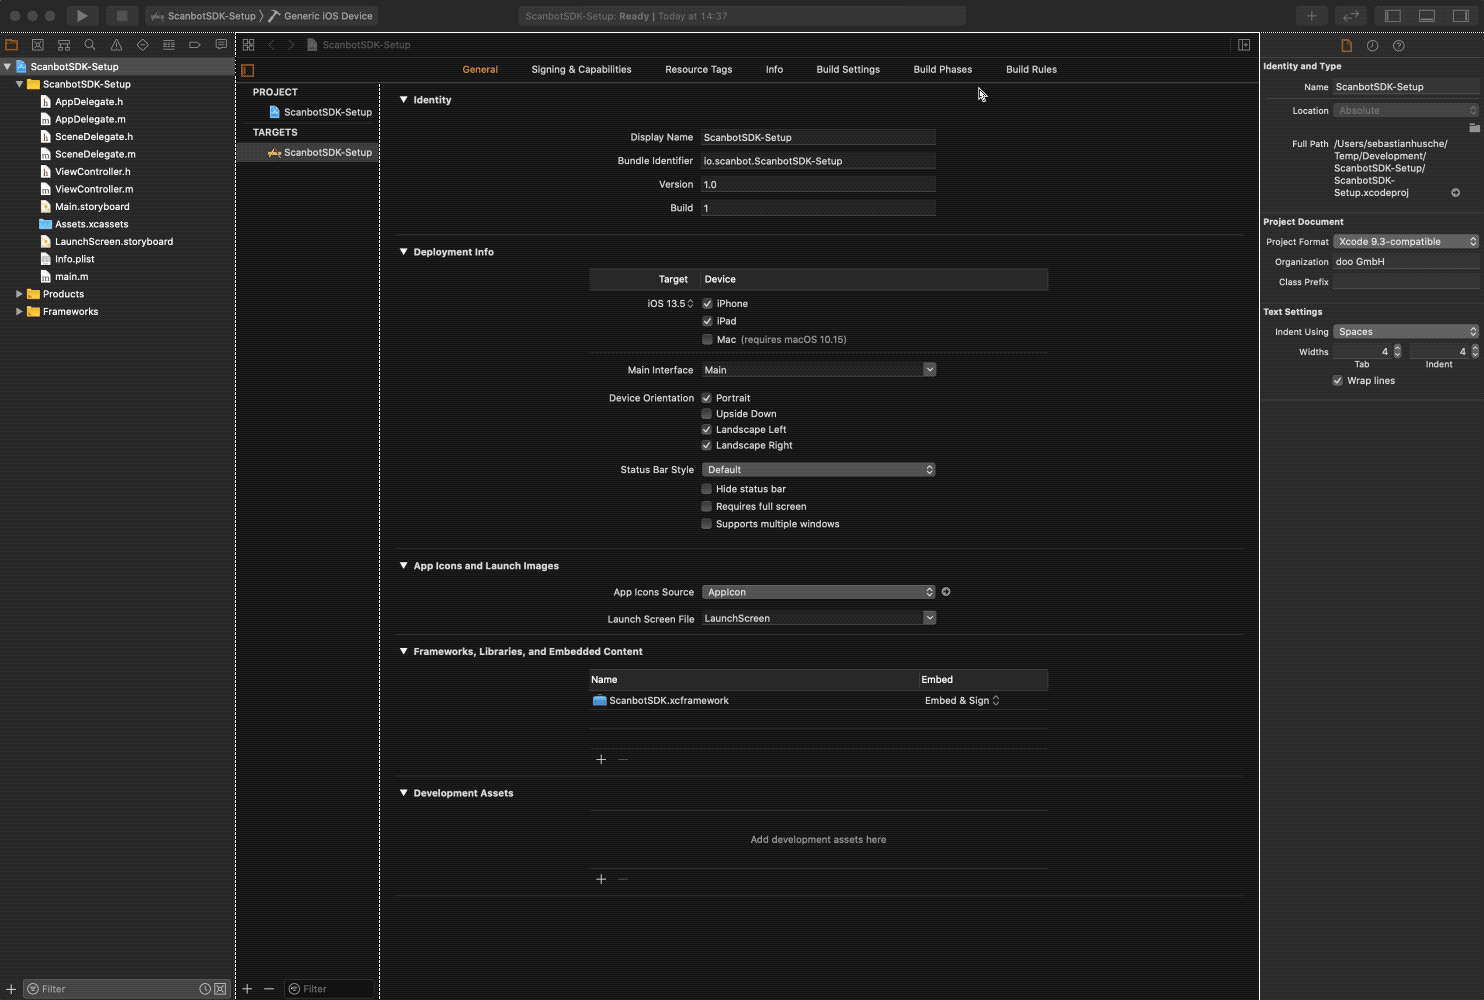 ScanbotSDK-Setup 〉 Generic iOS Device
ScanbotSDK-Setup: Ready | Today at 14:37
ScanbotSDK-Setup
ScanbotSDK-Setup
AppDelegate.h
AppDelegate.m
SceneDelegate.h
SceneDelegate.m
ViewController.h
ViewController.m
Main.storyboard
Assets.xcassets
LaunchScreen.storyboard
Info.plist
main.m
Products
Frameworks
Filter
ScanbotSDK-Setup
General Signing & Capabilities Resource Tags Info Build Settings Build Phases Build Rules
PROJECT
ScanbotSDK-Setup
TARGETS
ScanbotSDK-Setup
Filter
Identity
Display Name ScanbotSDK-Setup
Bundle Identifier io.scanbot.ScanbotSDK-Setup
Version 1.0
Build 1
Deployment Info
Target Device
iOS 13.5 iPhone
iPad
Mac (requires macOS 10.15)
Main Interface Main
Device Orientation Portrait
Upside Down
Landscape Left
Landscape Right
Status Bar Style Default
Hide status bar
Requires full screen
Supports multiple windows
App Icons and Launch Images
App Icons Source AppIcon
Launch Screen File LaunchScreen
Frameworks, Libraries, and Embedded Content
Name Embed
ScanbotSDK.xcframework Embed & Sign
Development Assets
Add development assets here
Identity and Type
Name ScanbotSDK-Setup
Location Absolute
Full Path /Users/sebastianhusche/
Temp/Development/
ScanbotSDK-Setup/
ScanbotSDK-
Setup.xcodeproj
Project Document
Project Format Xcode 9.3-compatible
Organization doo GmbH
Class Prefix
Text Settings
Indent Using Spaces
Widths 4 4
Tab Indent
Wrap lines